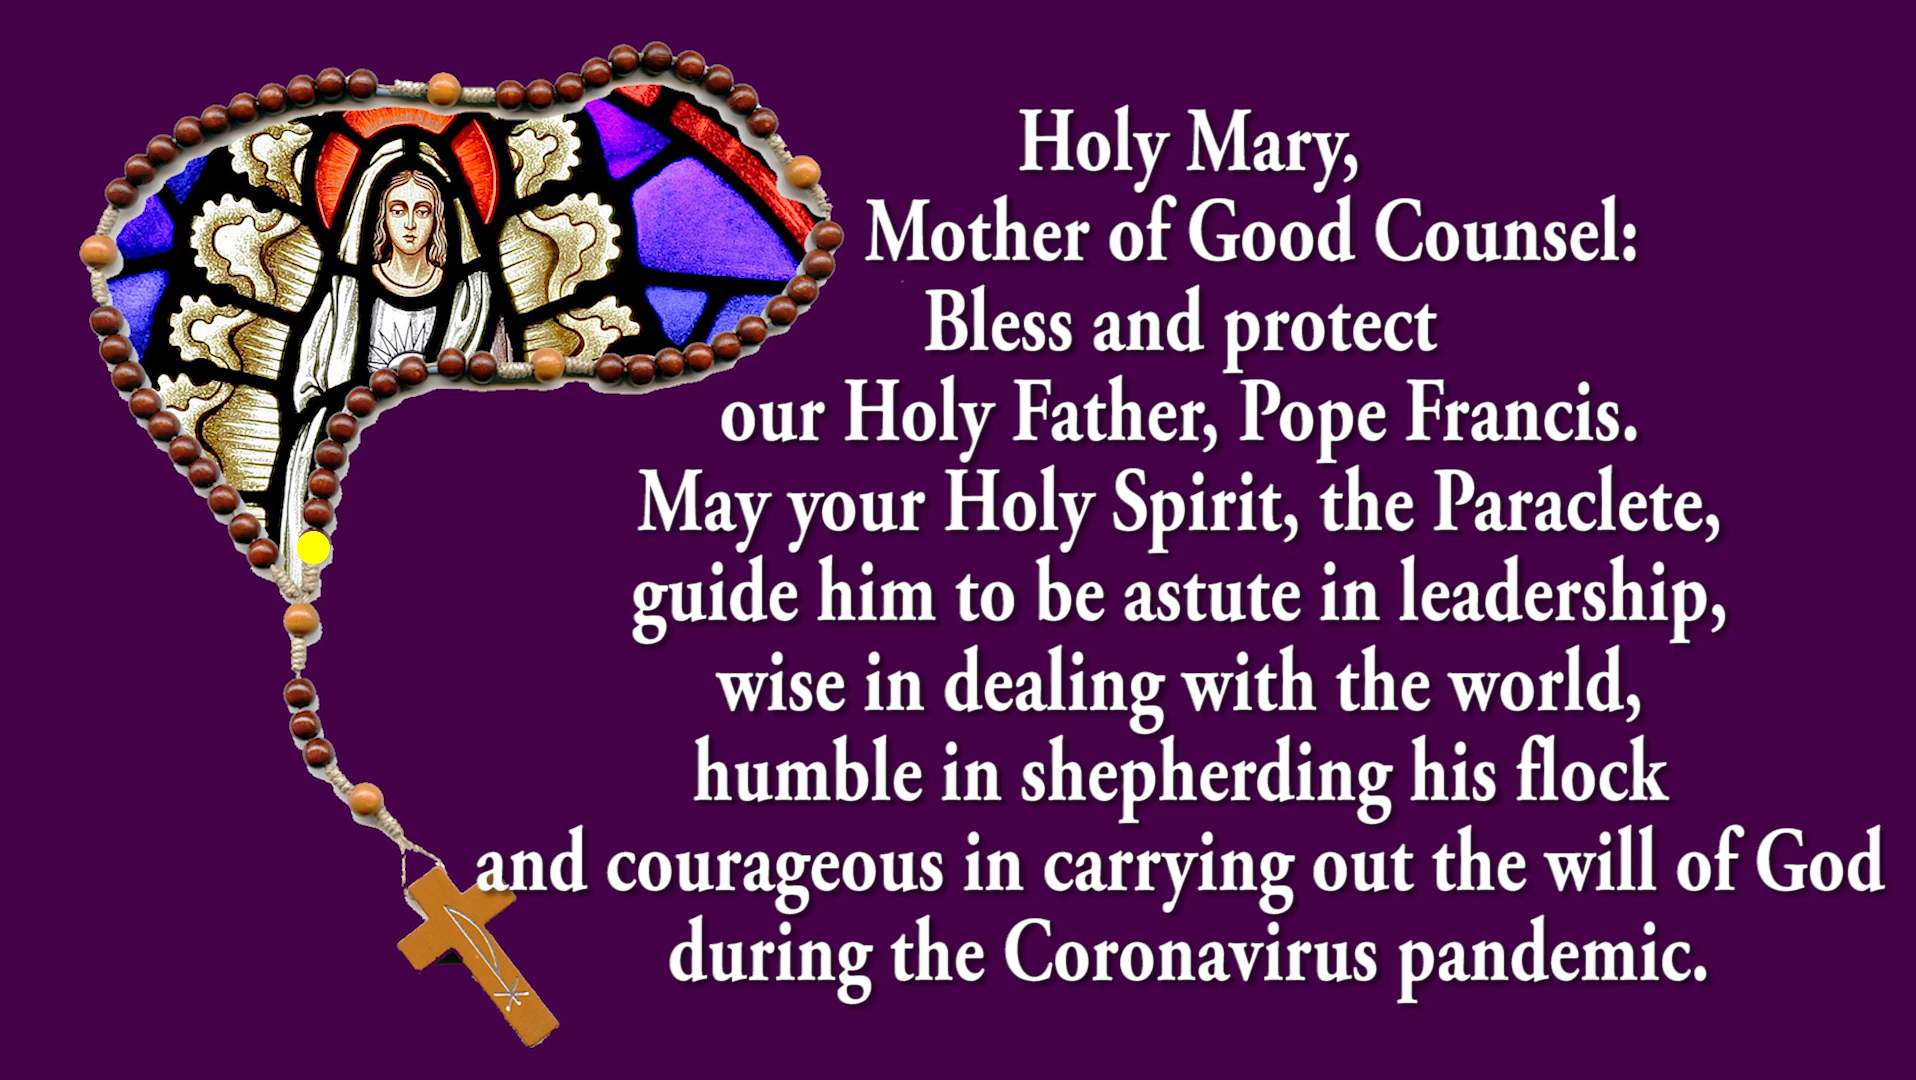 Holy Mary,
Mother of Good Counsel:
Bless and protect
our Holy Father, Pope Francis.
May your Holy Spirit, the Paraclete,
guide him to be astute in leadership,
wise in dealing with the world,
humble in shepherding his flock
and courageous in carrying out the will of God
during the Coronavirus pandemic.